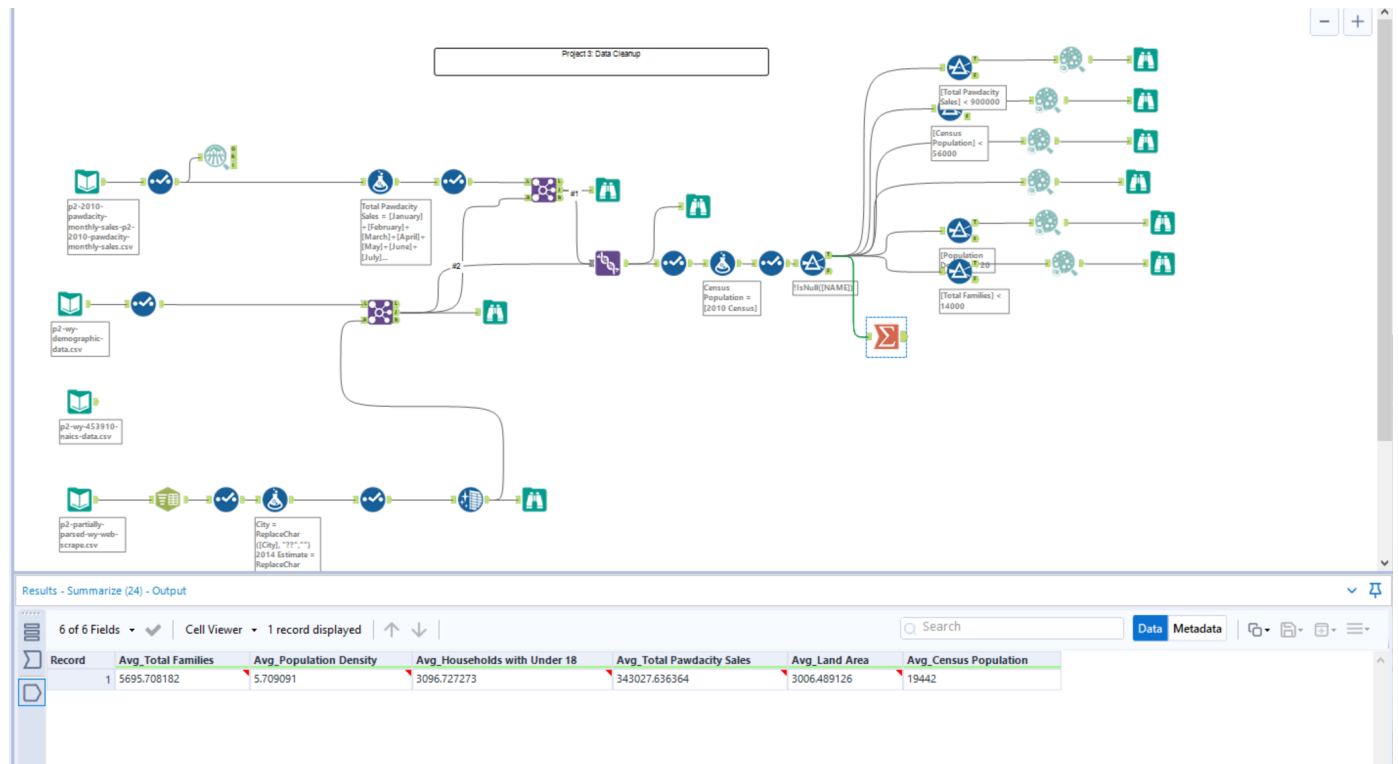 Project 3: Data Cleanup
[Total Pawdacity
Sales] < 900000
[Census
Population] <
56000
p2-2010-
pawdacity-
monthly-sales-p2-
2010-pawdacity-
monthly-sales.csv
Total Pawdacity
Sales = [January]
+[February]+
[March]+[April]+
[May]+[June]+
[July]...
#1
#2
Census
Population =
[2010 Census]
!IsNull([NAME])
[Population
20
[Total Families] <
14000
p2-wy-
demographic-
data.csv
p2-wy-453910-
naics-data.csv
p2-partially-
parsed-wy-web-
scrape.csv
City =
ReplaceChar
([City], "??","")
2014 Estimate =
ReplaceChar
Results - Summarize (24) - Output
6 of 6 Fields Cell Viewer 1 record displayed Search Data Metadata
Record Avg_Total Families Avg_Population Density Avg_Households with Under 18 Avg_Total Pawdacity Sales Avg_Land Area Avg_Census Population
1 5695.708182 5.709091 3096.727273 343027.636364 3006.489126 19442